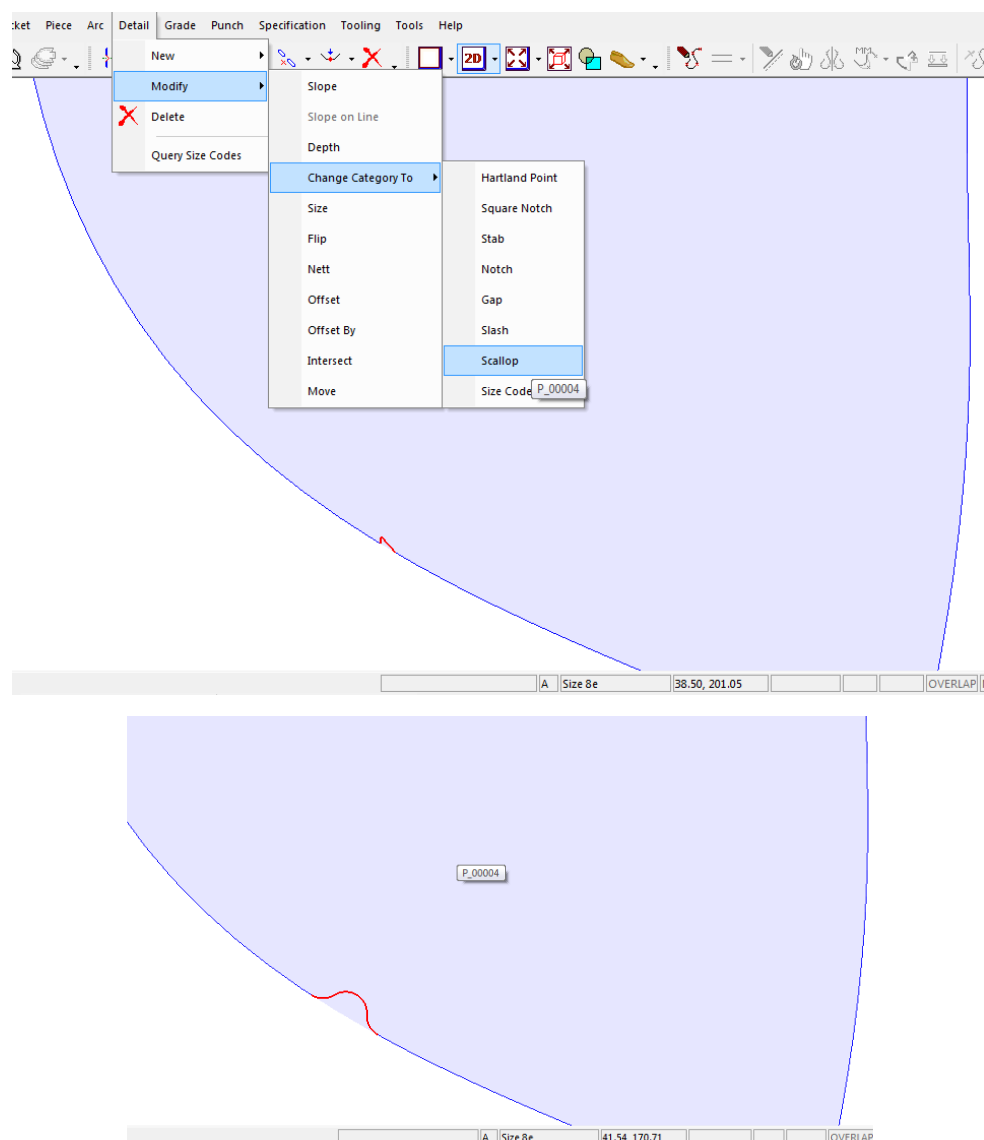 ket Piece Arc Detail Grade Punch Specification Tooling Tools Help
New
2D
MM
Modify
Slope
Delete
Slope on Line
Query Size Codes
Depth
Change Category To
Hartland Point
Size
Square Notch
Flip
Stab
Nett
Notch
Offset
Gap
Offset By
Slash
Intersect
Scallop
Move
Size Code
P_00004
A Size 8e 38.50, 201.05 OVERLAP
P_00004
A Size 8e 41.54, 170.71 OVERLAP